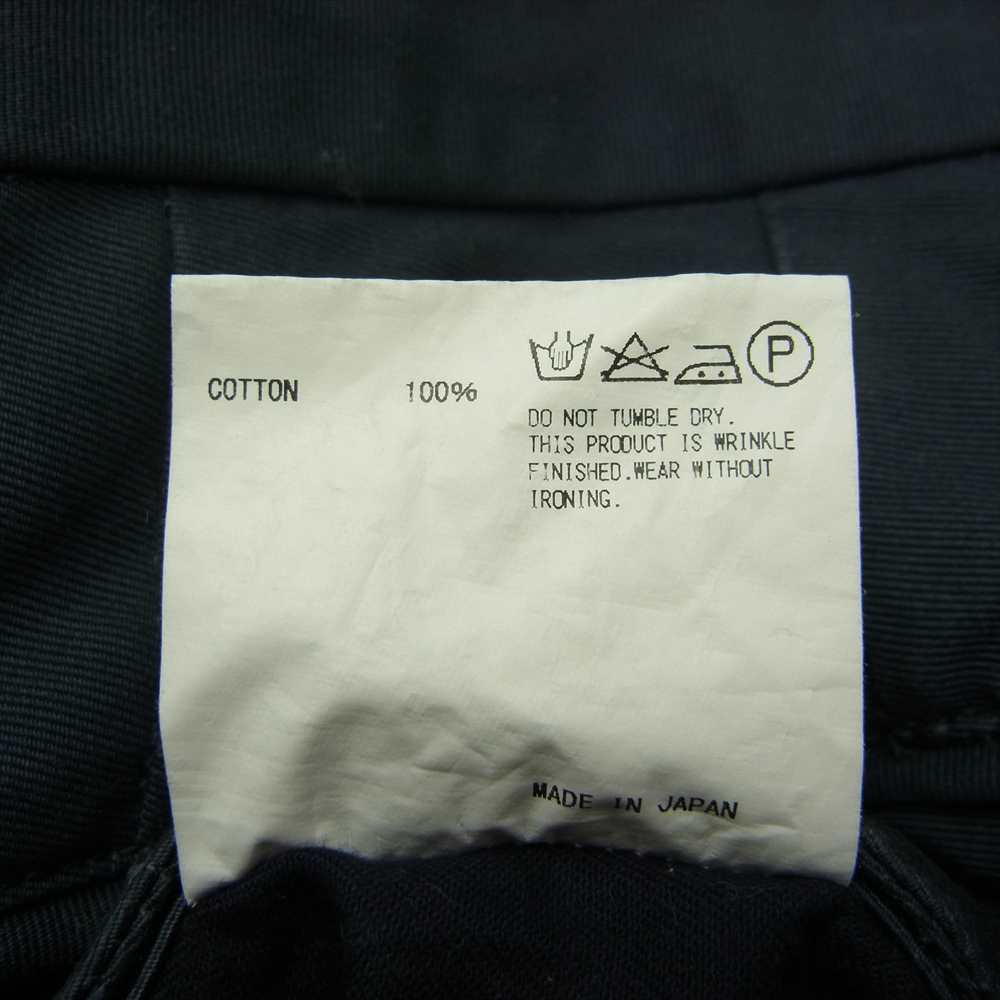 COTTON 100%
P
DO NOT TUMBLE DRY.
THIS PRODUCT IS WRINKLE
FINISHED.WEAR WITHOUT
IRONING.
MADE IN JAPAN